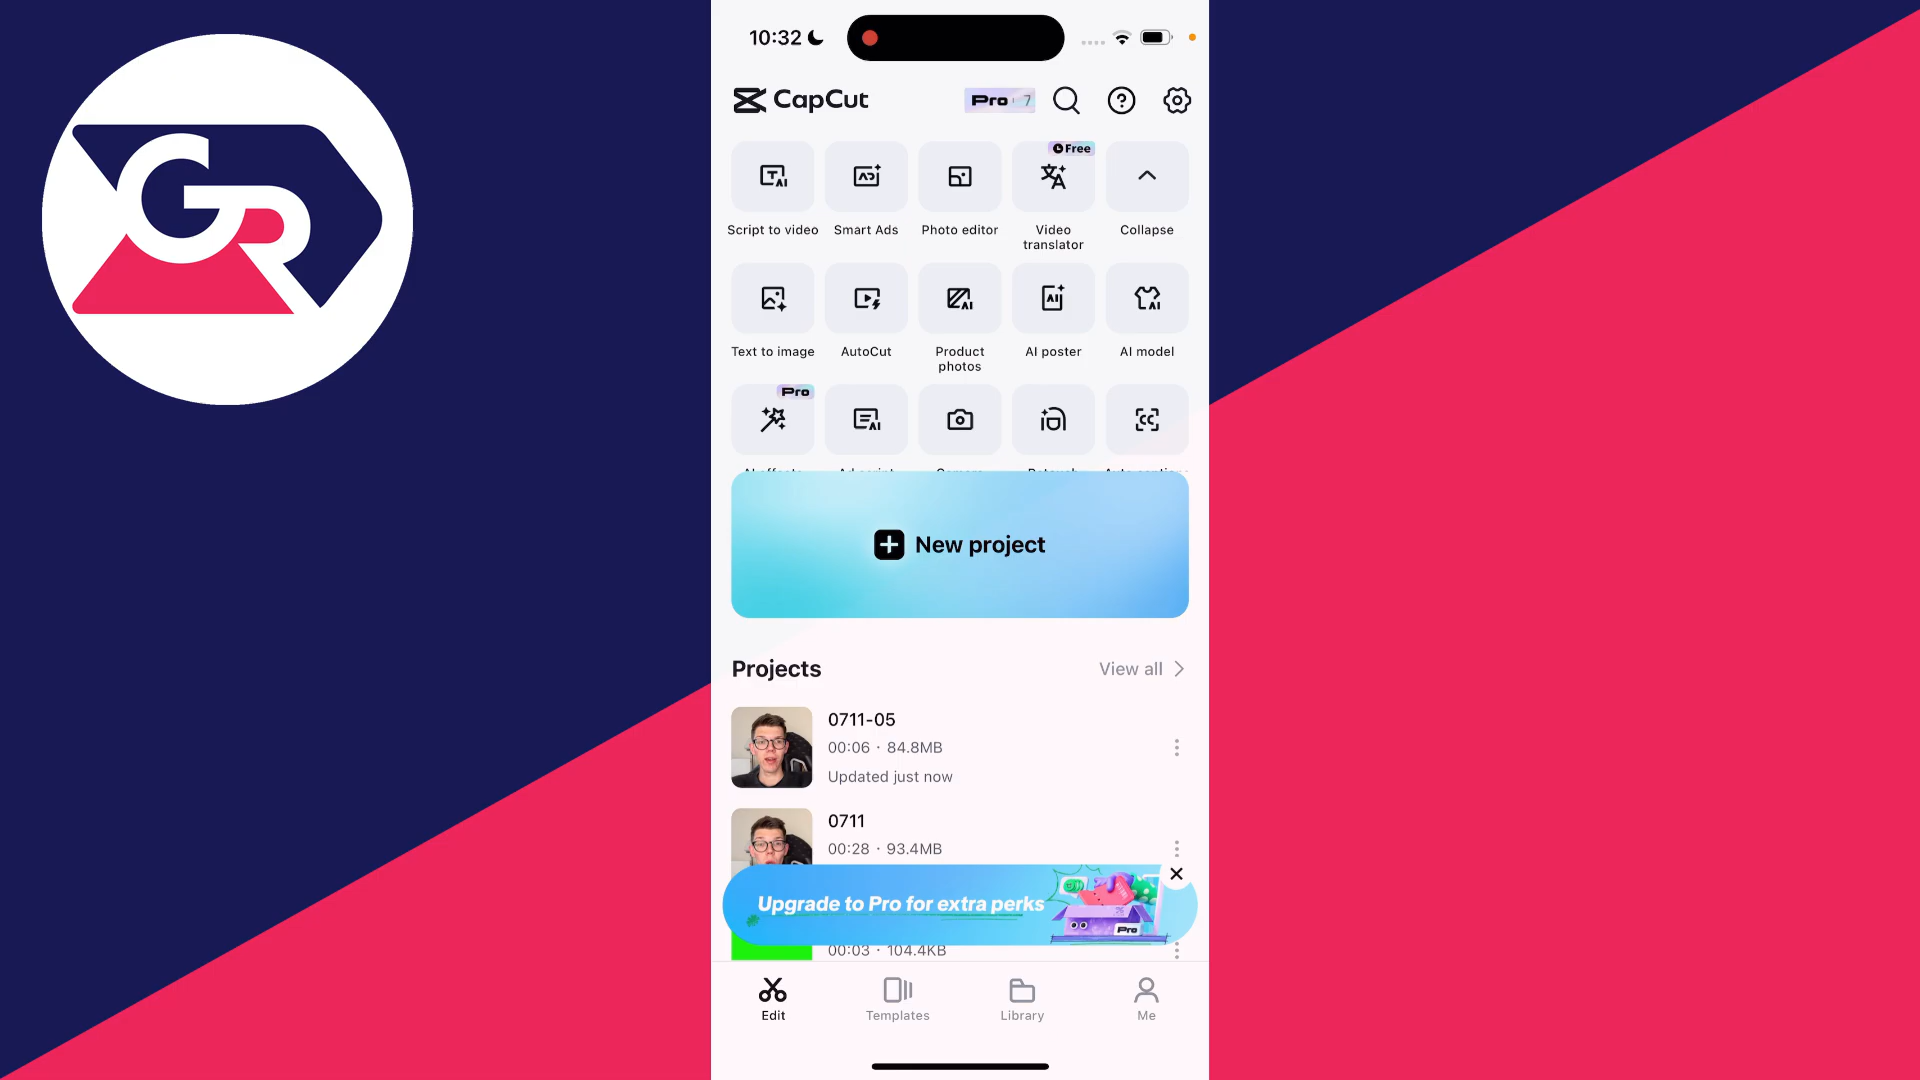 GR
10:32
CapCut
Pro 7
Free
Script to video
Smart Ads
Photo editor
Video translator
Collapse
Text to image
AutoCut
Product photos
AI poster
AI model
Pro
New project
Projects
View all
0711-05
00:06 · 84.8MB
Updated just now
0711
00:28 · 93.4MB
Upgrade to Pro for extra perks
Pro
00:03 · 104.4KB
Edit
Templates
Library
Me